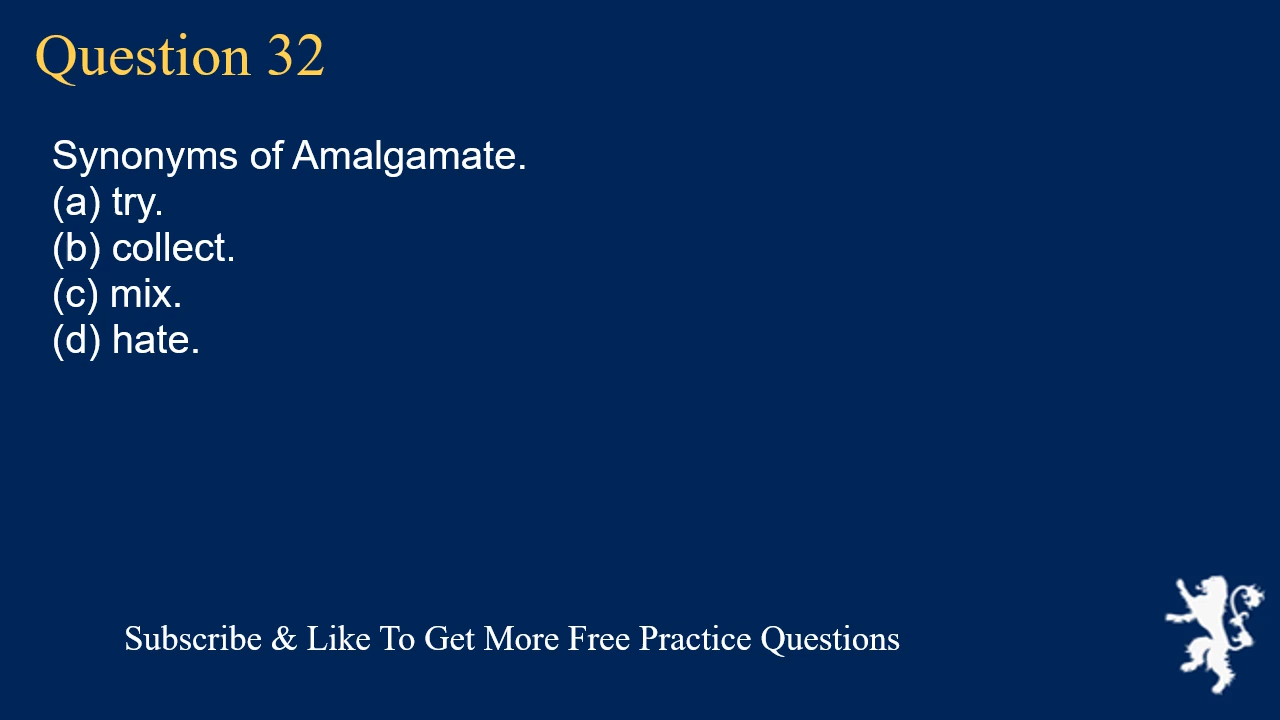 Question 32
Synonyms of Amalgamate.
(a) try.
(b) collect.
(c) mix.
(d) hate.
Subscribe & Like To Get More Free Practice Questions